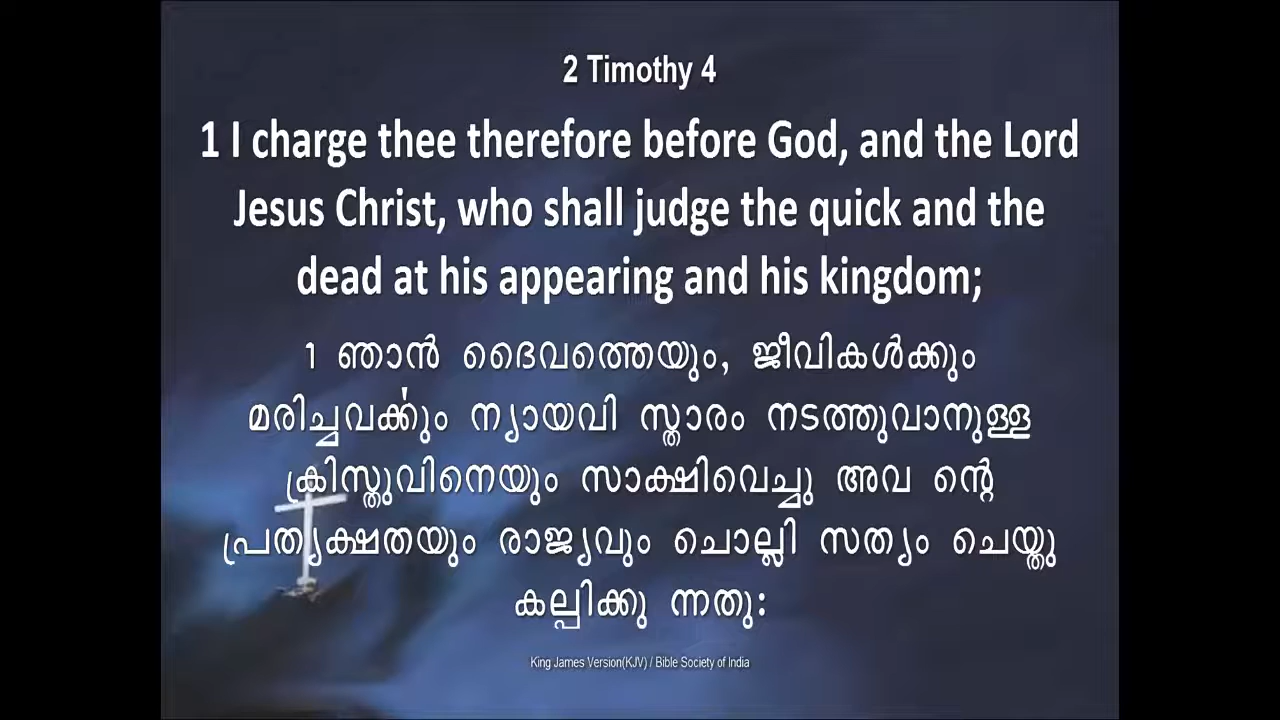 2 Timothy 4
1 I charge thee therefore before God, and the Lord
Jesus Christ, who shall judge the quick and the
dead at his appearing and his kingdom;
1 ഞാൻ ദൈവത്തെയും, ജീവികൾക്കും
മരിച്ചവൎക്കും ന്യായവി സ്താരം നടത്തുവാനുള്ള
ക്രിസ്തുവിനെയും സാക്ഷിവെച്ചു അവ ന്റെ
പ്രത്യക്ഷതയും രാജ്യവും ചൊല്ലി സത്യം ചെയ്തു
കല്പിക്കു ന്നതു:
King James Version(KJV) / Bible Society of India